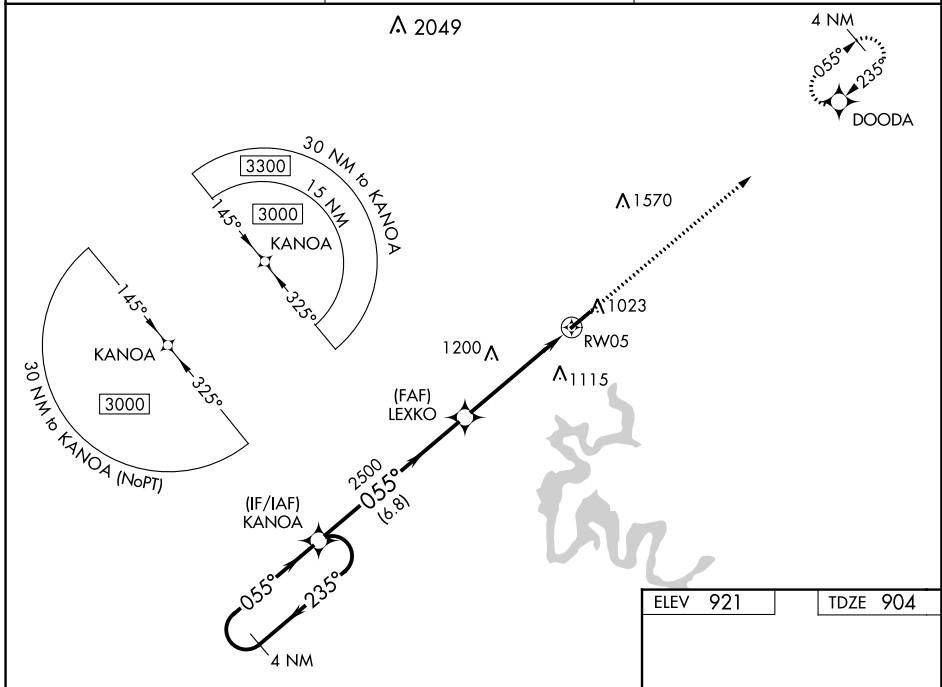 2049
4 NM
055°
235°
DOODA
30 NM to KANOA
3300
15 NM
3000
145°
KANOA
325°
1570
145°
KANOA
325°
3000
30 NM to KANOA (NoPT)
1023
RW05
1200
1115
(FAF)
LEXKO
2500
055°
(6.8)
(IF/IAF)
KANOA
055°
235°
4 NM
ELEV 921
TDZE 904